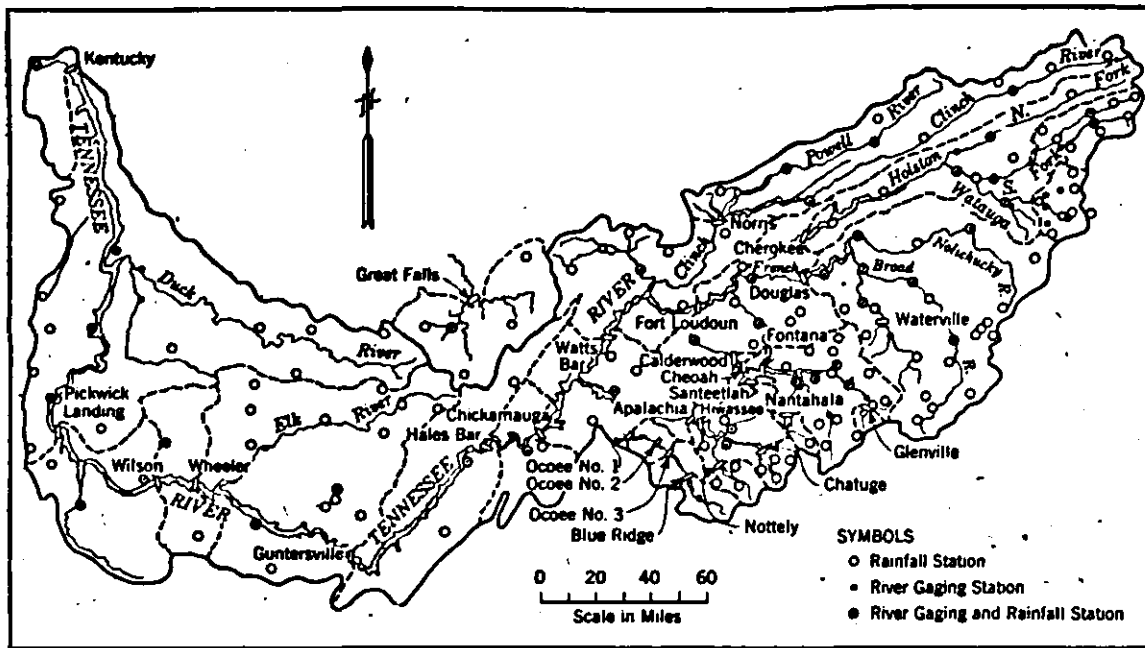 Kentucky
TENNESSEE
Duck
River
Great Falls
Powell
River
Clinch
River
N.
Fork
Holston
S.
Fork
Watauga
Norris
Cherokee
Clinch
RIVER
French
Broad
Nolichucky
R.
Douglas
Fort Loudoun
Waterville
R.
Fontana
Watts
Bar
Calderwood
Cheoah
Santeetlah
Nantahala
Apalachia
Hiwassee
Pickwick
Landing
Chickamauga
Elk
River
Hales Bar
Glenville
Wilson
Wheeler
RIVER
TENNESSEE
Ocoee No. 1
Ocoee No. 2
Chatuge
Ocoee No. 3
Blue Ridge
Nottely
Guntersville
SYMBOLS
Rainfall Station
River Gaging Station
River Gaging and Rainfall Station
0 20 40 60
Scale in Miles